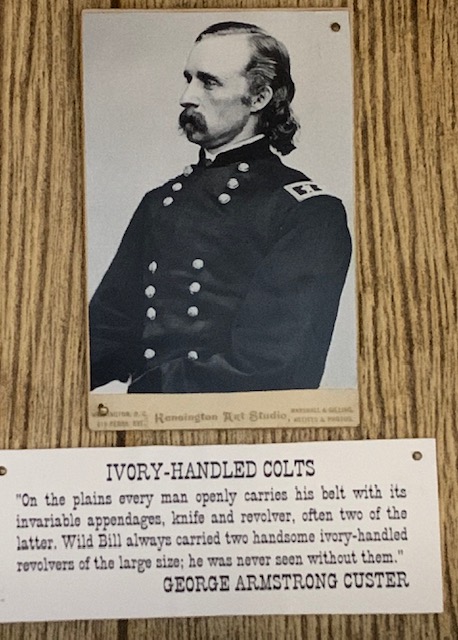 Kensington Art Studio,
IVORY-HANDLED COLTS
"On the plains every man openly carries his belt with its
invariable appendages, knife and revolver, often two of the
latter. Wild Bill always carried two handsome ivory-handled
revolvers of the large size; he was never seen without them."
GEORGE ARMSTRONG CUSTER